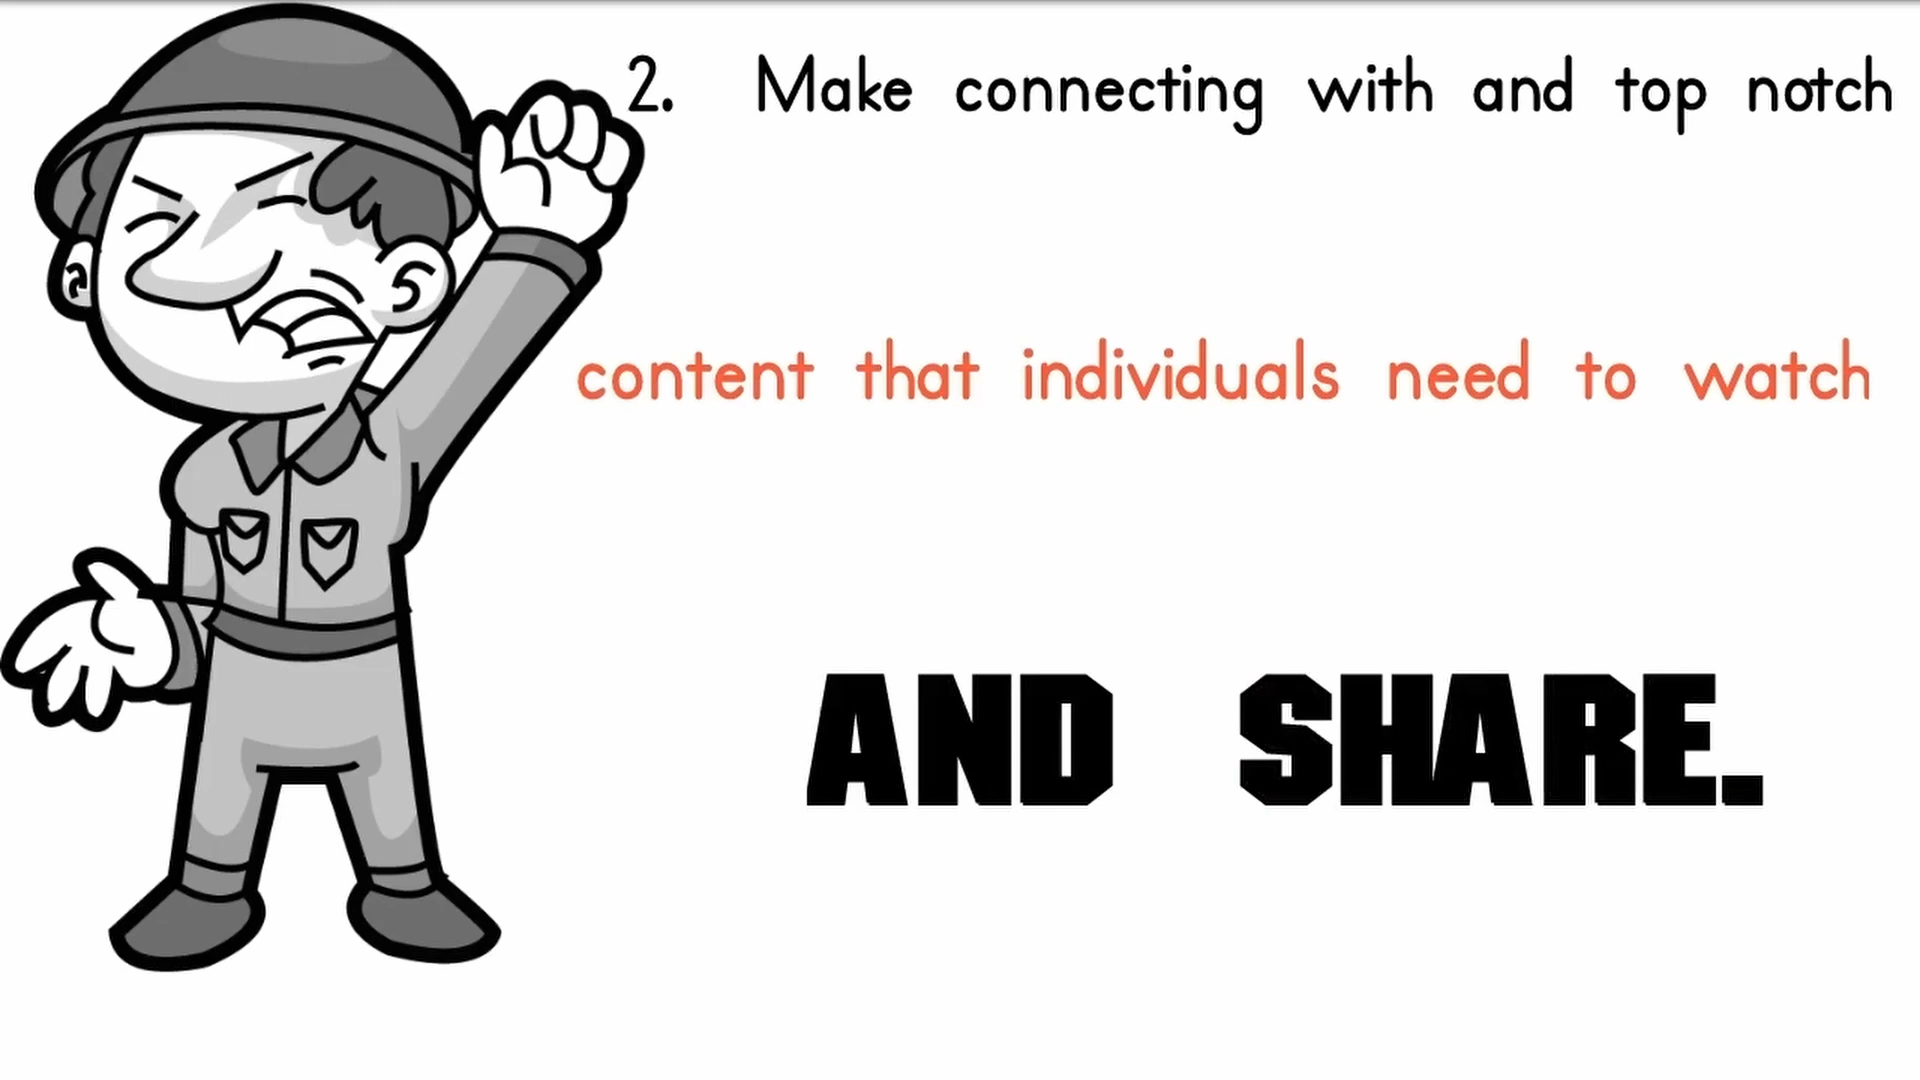 2. Make connecting with and top notch
content that individuals need to watch
AND SHARE.